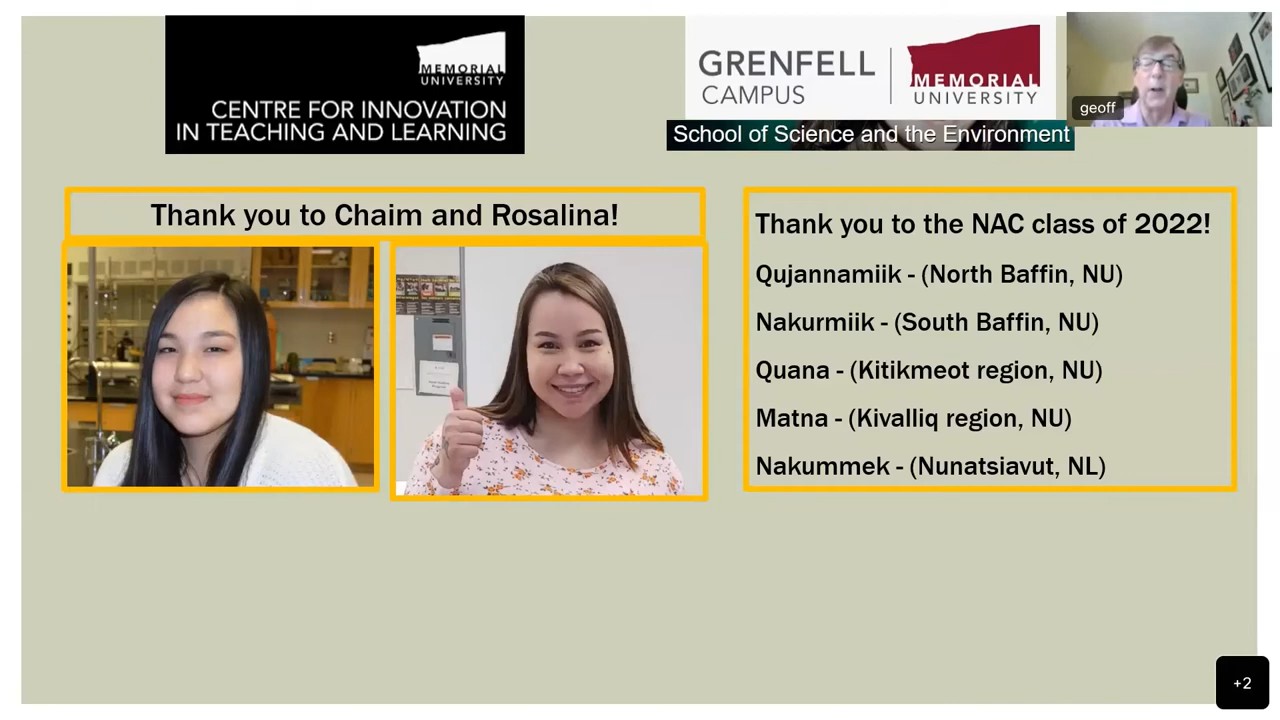 MEMORIAL
UNIVERSITY
CENTRE FOR INNOVATION
IN TEACHING AND LEARNING
GRENFELL
CAMPUS
MEMORIAL
UNIVERSITY
School of Science and the Environment
geoff
Thank you to Chaim and Rosalina!
Thank you to the NAC class of 2022!
Qujannamiik - (North Baffin, NU)
Nakurmiik - (South Baffin, NU)
Quana - (Kitikmeot region, NU)
Matna - (Kivalliq region, NU)
Nakummek - (Nunatsiavut, NL)
+2